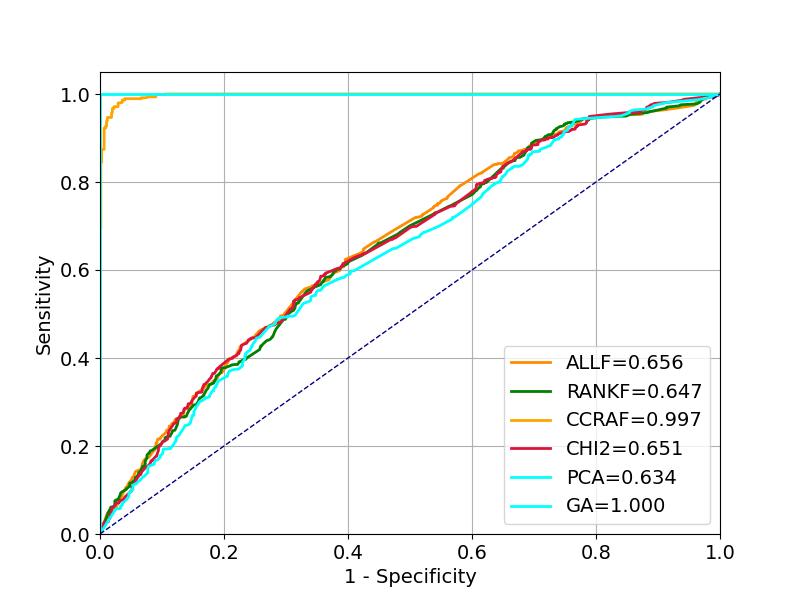 1.0
0.8
0.6
0.4
0.2
0.0
Sensitivity
ALLF=0.656
RANKF=0.647
CCRAF=0.997
CHI2=0.651
PCA=0.634
GA=1.000
0.0 0.2 0.4 0.6 0.8 1.0
1 - Specificity